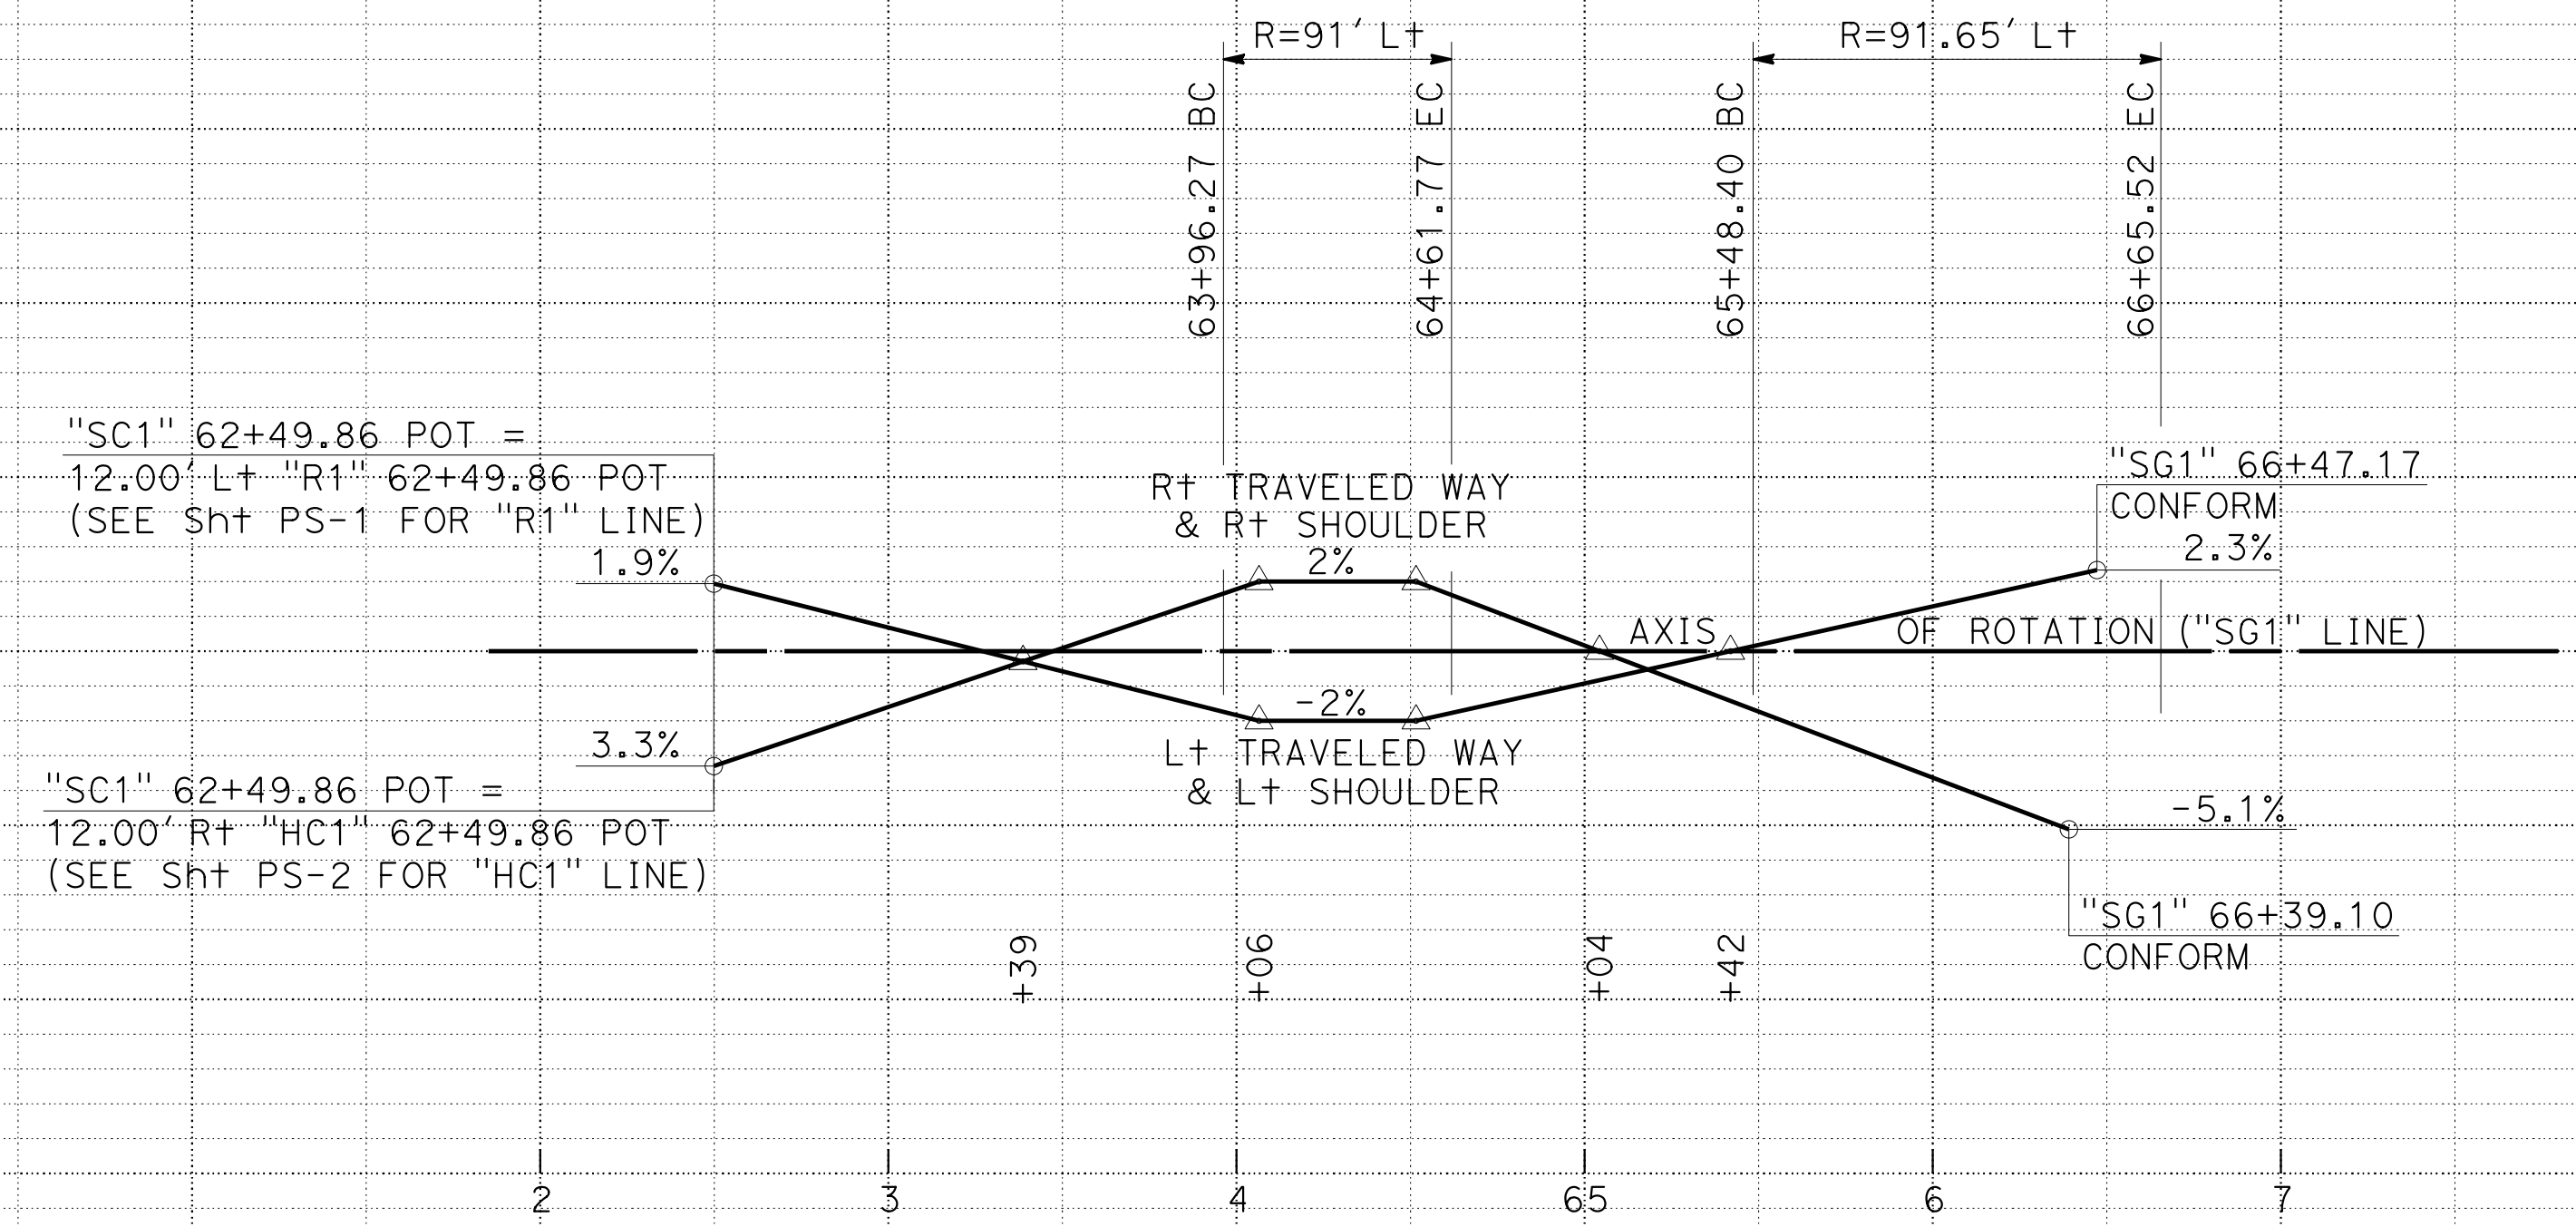 R=91' Lt
R=91.65' Lt
63+96.27 BC
64+61.77 EC
65+48.40 BC
66+65.52 EC
"SC1" 62+49.86 POT =
12.00' Lt "R1" 62+49.86 POT
(SEE Sht PS-1 FOR "R1" LINE)
1.9%
Rt TRAVELED WAY
& Rt SHOULDER
2%
"SG1" 66+47.17
CONFORM
2.3%
AXIS OF ROTATION ("SG1" LINE)
3.3%
-2%
Lt TRAVELED WAY
& Lt SHOULDER
"SC1" 62+49.86 POT =
12.00' Rt "HC1" 62+49.86 POT
(SEE Sht PS-2 FOR "HC1" LINE)
-5.1%
"SG1" 66+39.10
CONFORM
+39
+06
+04
+42
2 3 4 65 6 7